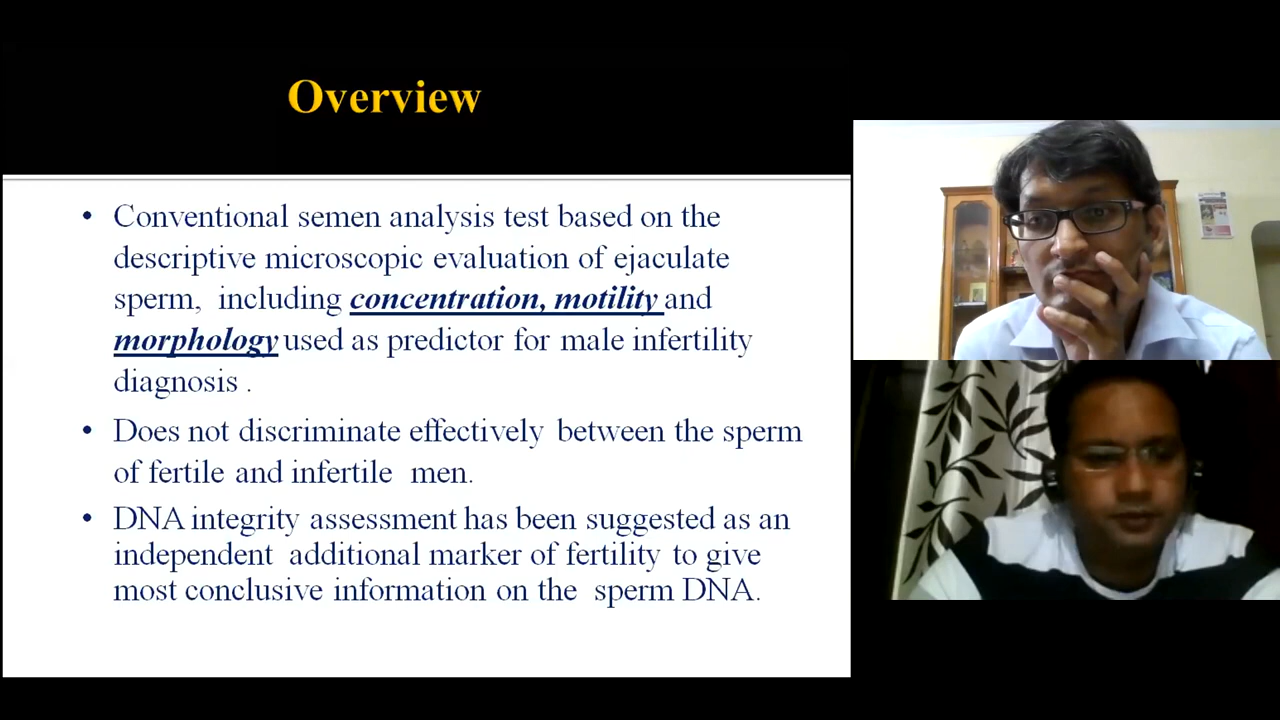 Overview
• Conventional semen analysis test based on the
descriptive microscopic evaluation of ejaculate
sperm, including concentration, motility and
morphology used as predictor for male infertility
diagnosis .
• Does not discriminate effectively between the sperm
of fertile and infertile men.
• DNA integrity assessment has been suggested as an
independent additional marker of fertility to give
most conclusive information on the sperm DNA.